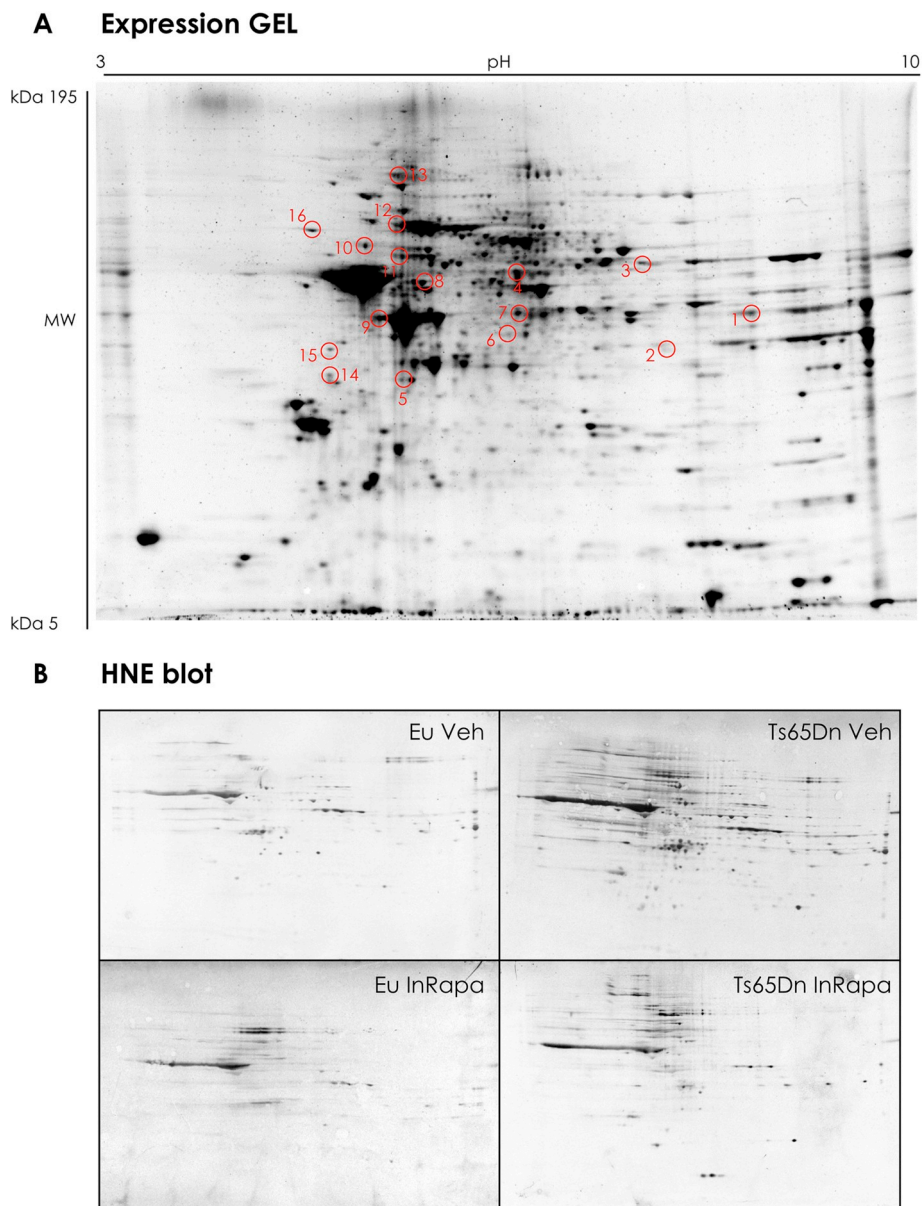 A Expression GEL
3 pH 10
kDa 195
13
12
16
10
11
3
4
8
7
1
9
6
MW
2
15
14
5
kDa 5
B HNE blot
Eu Veh Ts65Dn Veh
Eu InRapa Ts65Dn InRapa